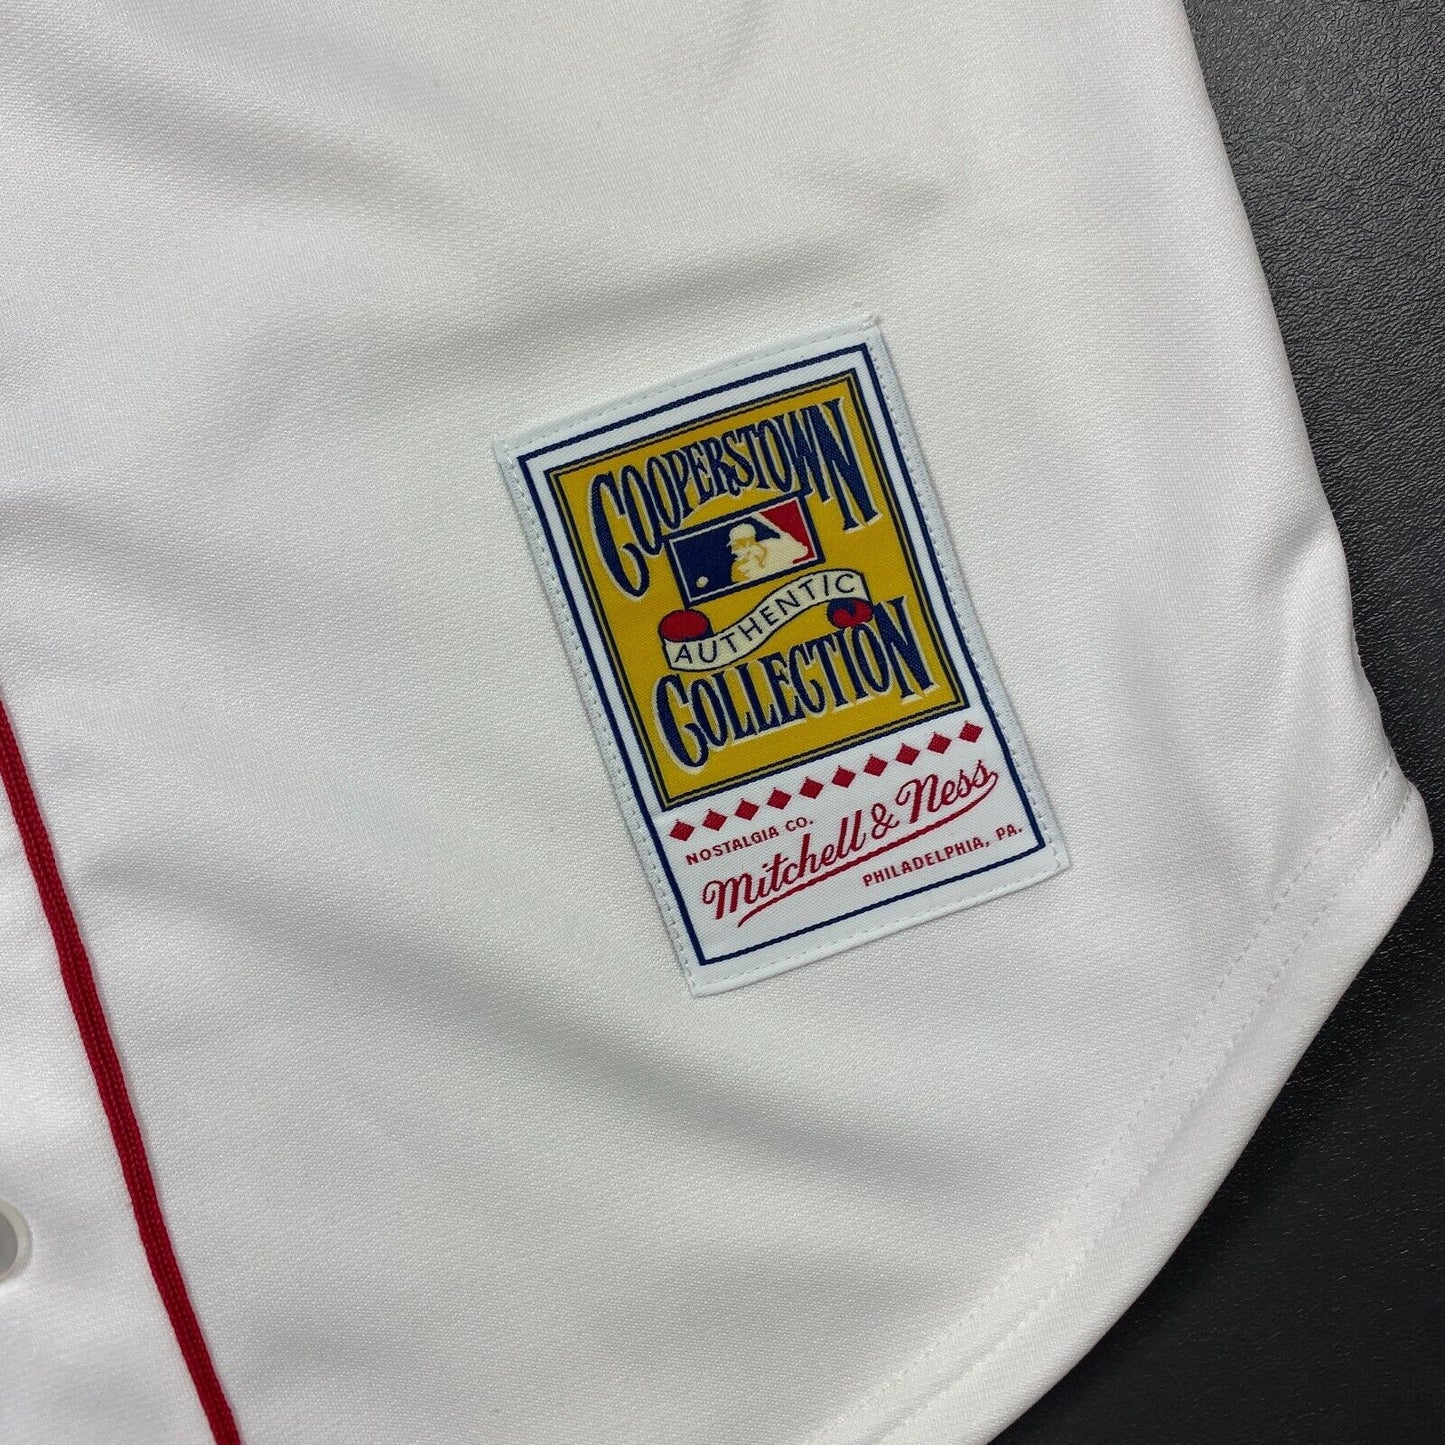 COOPERSTOWN
AUTHENTIC
COLLECTION
NOSTALGIA CO.
Mitchell & Ness
PHILADELPHIA, PA.